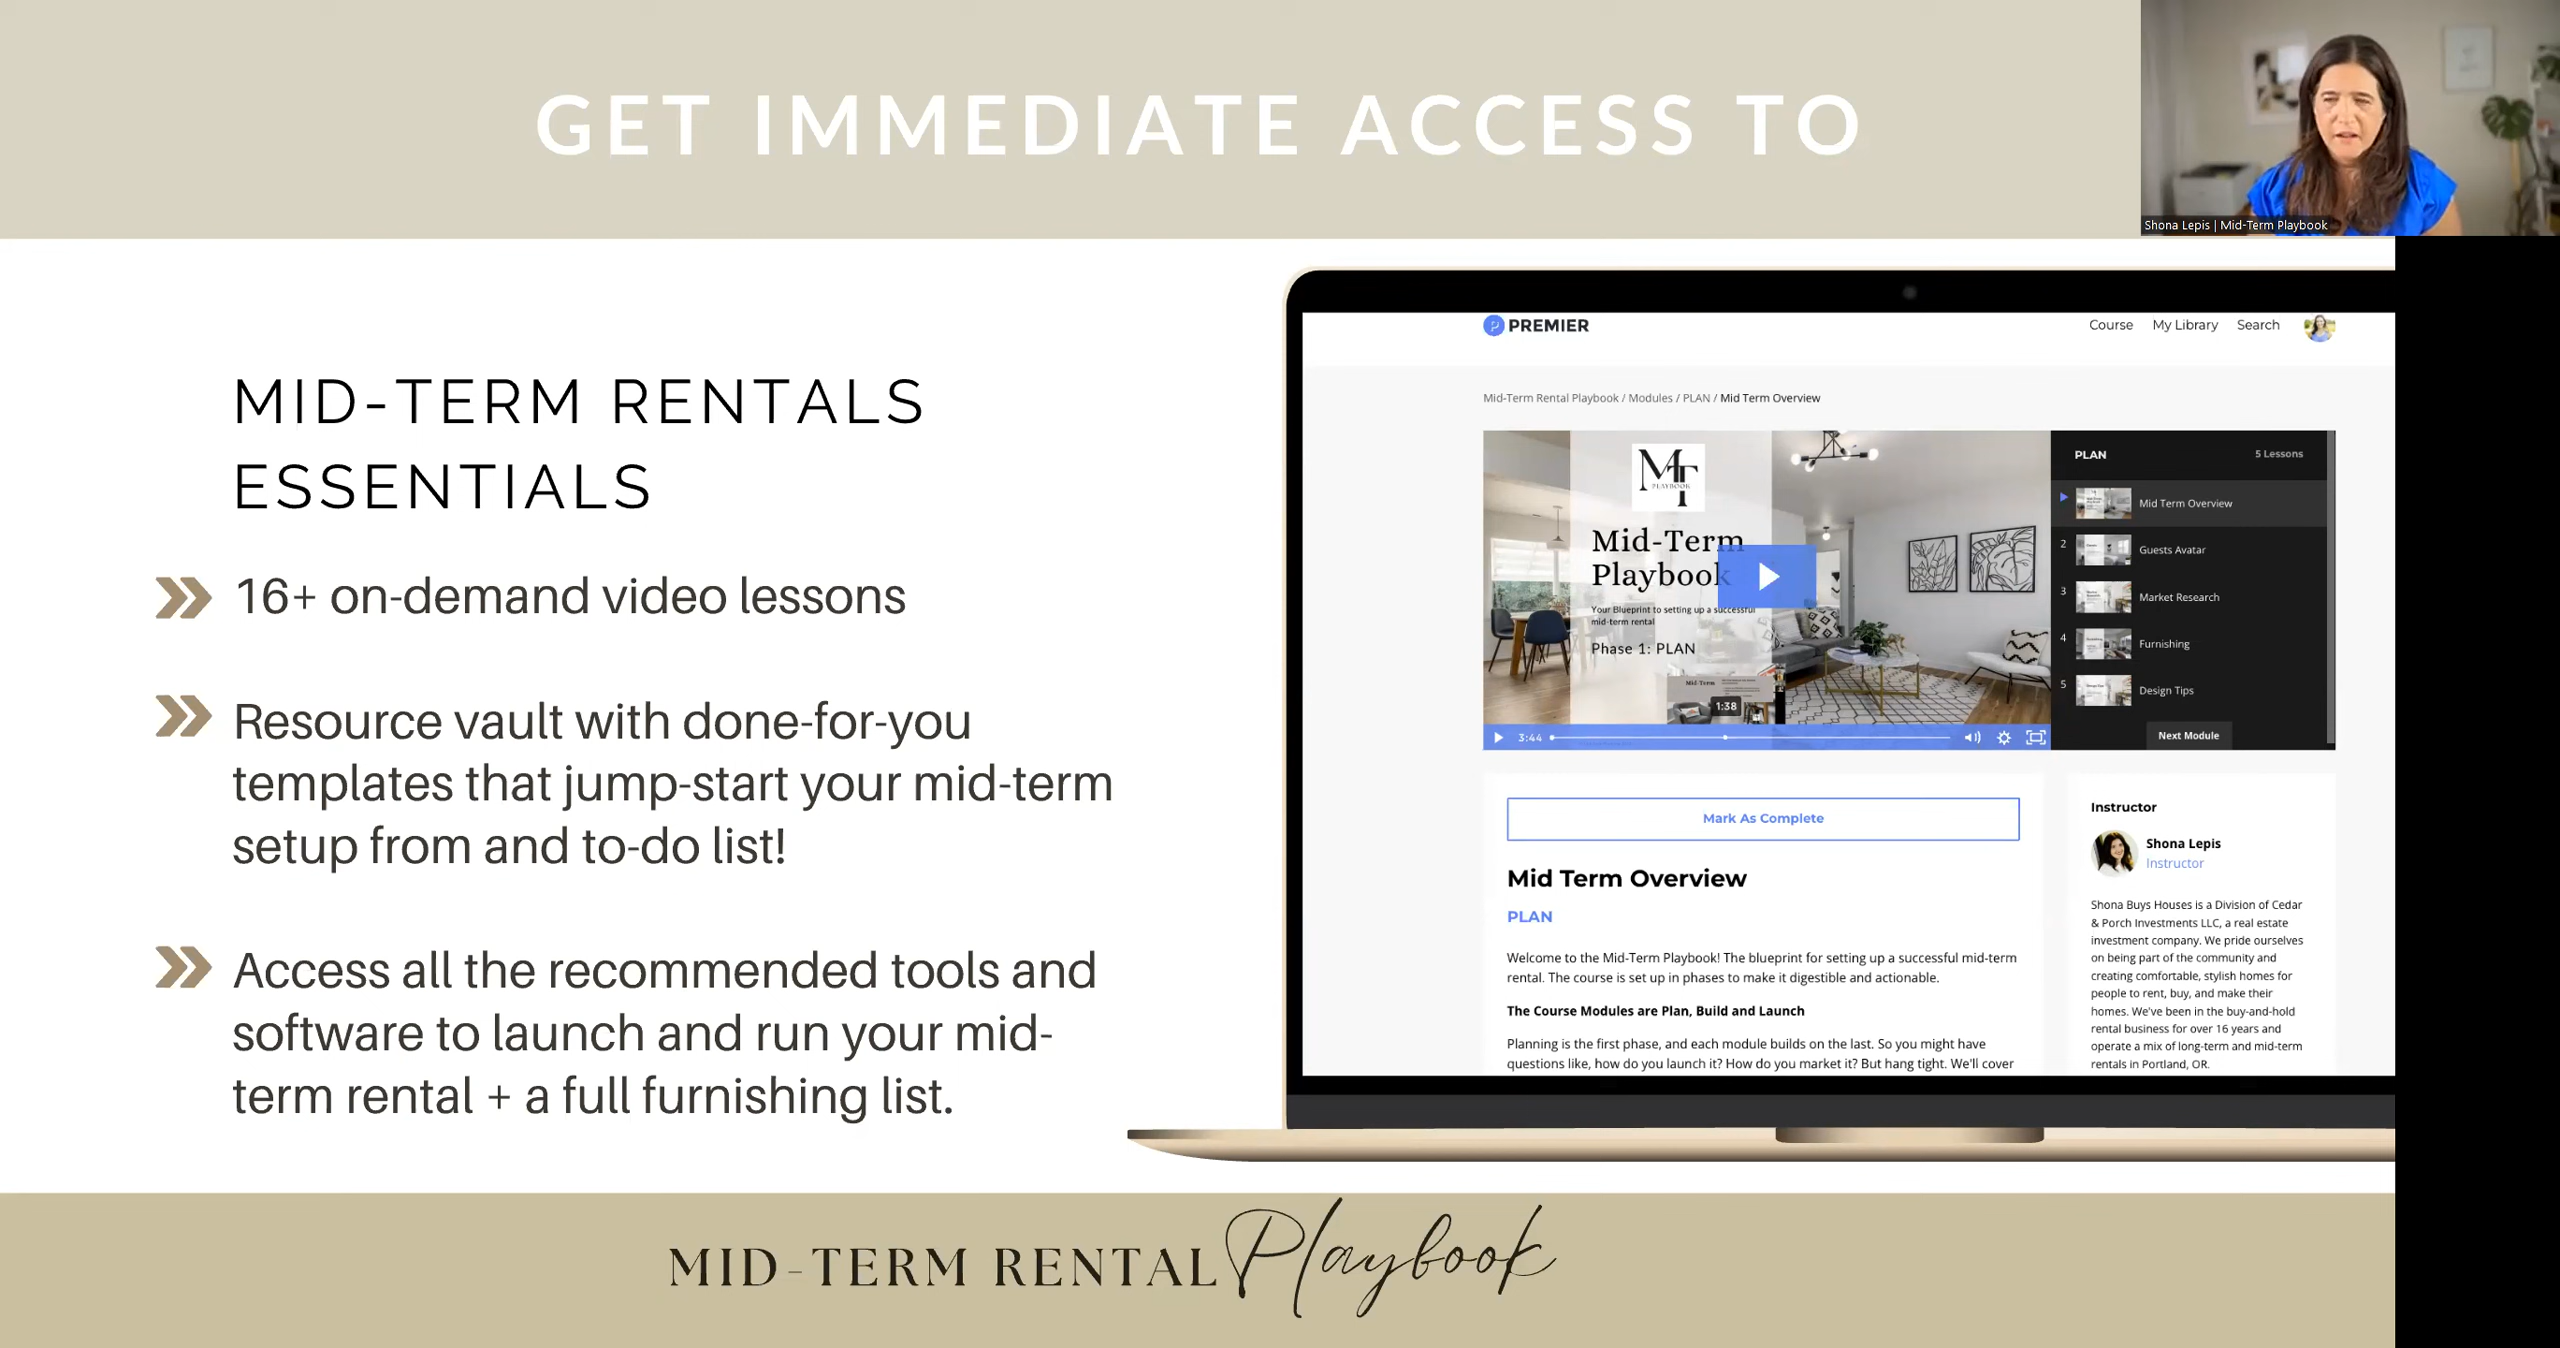 GET IMMEDIATE ACCESS TO
Shona Lepis | Mid-Term Playbook
MID-TERM RENTALS
ESSENTIALS
16+ on-demand video lessons
Resource vault with done-for-you
templates that jump-start your mid-term
setup from and to-do list!
Access all the recommended tools and
software to launch and run your mid-
term rental + a full furnishing list.
PREMIER
Course My Library Search
Mid-Term Rental Playbook / Modules / PLAN / Mid Term Overview
MT
PLAYBOOK
Mid-Term
Playbook
Your Blueprint to setting up a successful
mid-term rental
Phase 1: PLAN
Mid-Term
1:38
3:44
PLAN 5 Lessons
Mid Term Overview
2 Guests Avatar
3 Market Research
4 Furnishing
5 Design Tips
Next Module
Mark As Complete
Mid Term Overview
PLAN
Welcome to the Mid-Term Playbook! The blueprint for setting up a successful mid-term
rental. The course is set up in phases to make it digestible and actionable.
The Course Modules are Plan, Build and Launch
Planning is the first phase, and each module builds on the last. So you might have
questions like, how do you launch it? How do you market it? But hang tight. We'll cover
Instructor
Shona Lepis
Instructor
Shona Buys Houses is a Division of Cedar
& Porch Investments LLC, a real estate
investment company. We pride ourselves
on being part of the community and
creating comfortable, stylish homes for
people to rent, buy, and make their
homes. We've been in the buy-and-hold
rental business for over 16 years and
operate a mix of long-term and mid-term
rentals in Portland, OR.
MID-TERM RENTAL Playbook